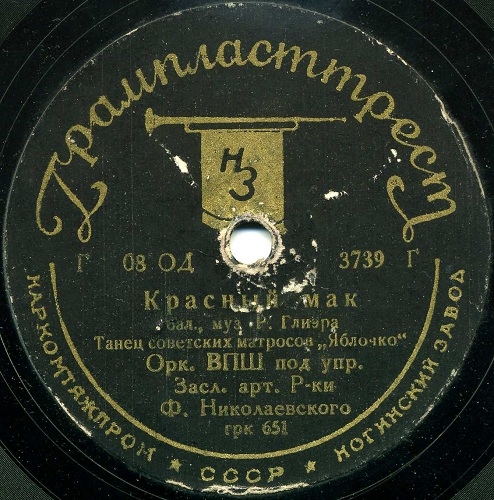 Грампласттрест
НЗ
Г 08 ОД 3739 Г
Красный мак
бал., муз. Р. Глиэра
Танец советских матросов „Яблочко“
Орк. ВПШ под упр.
Засл. арт. Р-ки
Ф. Николаевского
грк 651
НАРКОМТЯЖПРОМ ★ СССР ★ НОГИНСКИЙ ЗАВОД